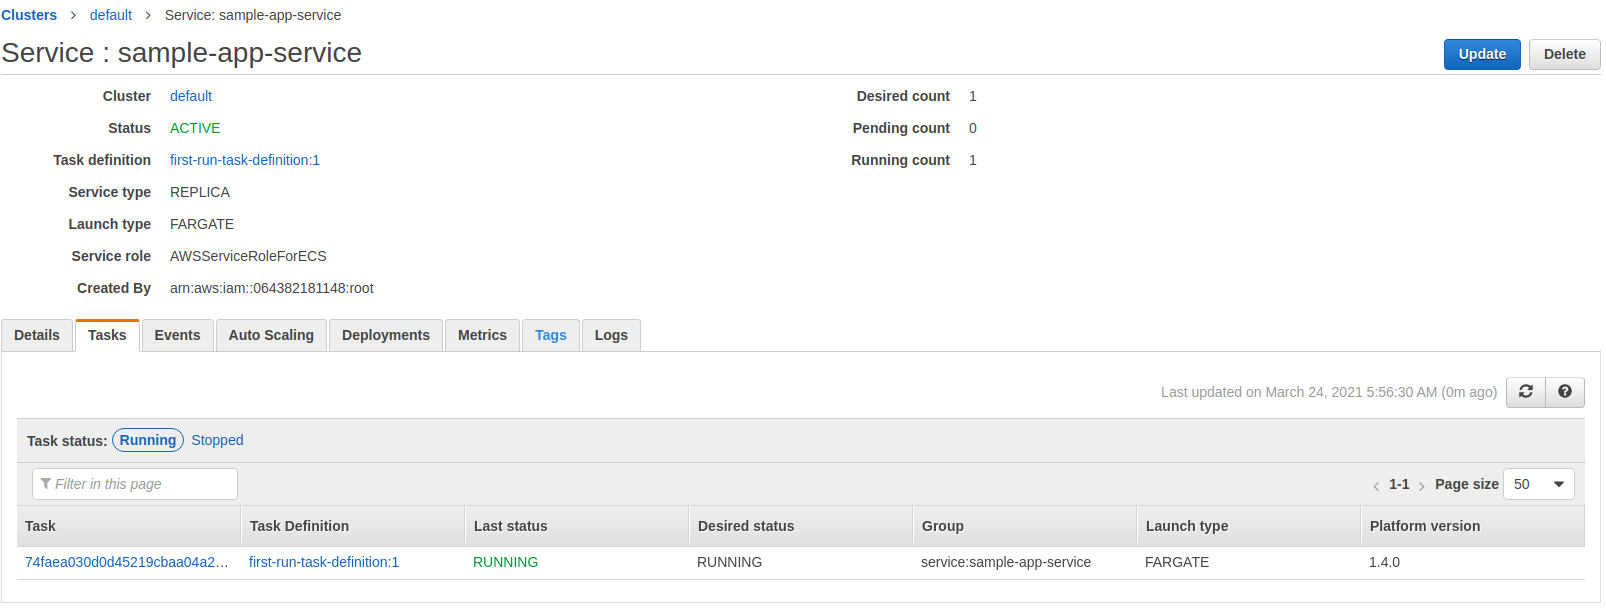 Clusters > default > Service: sample-app-service
Service : sample-app-service
Update Delete
Cluster default Desired count 1
Status ACTIVE Pending count 0
Task definition first-run-task-definition:1 Running count 1
Service type REPLICA
Launch type FARGATE
Service role AWSServiceRoleForECS
Created By arn:aws:iam::064382181148:root
Details Tasks Events Auto Scaling Deployments Metrics Tags Logs
Last updated on March 24, 2021 5:56:30 AM (0m ago)
Task status: Running Stopped
Filter in this page < 1-1 > Page size 50
Task Task Definition Last status Desired status Group Launch type Platform version
74faea030d0d45219cbaa04a2… first-run-task-definition:1 RUNNING RUNNING service:sample-app-service FARGATE 1.4.0